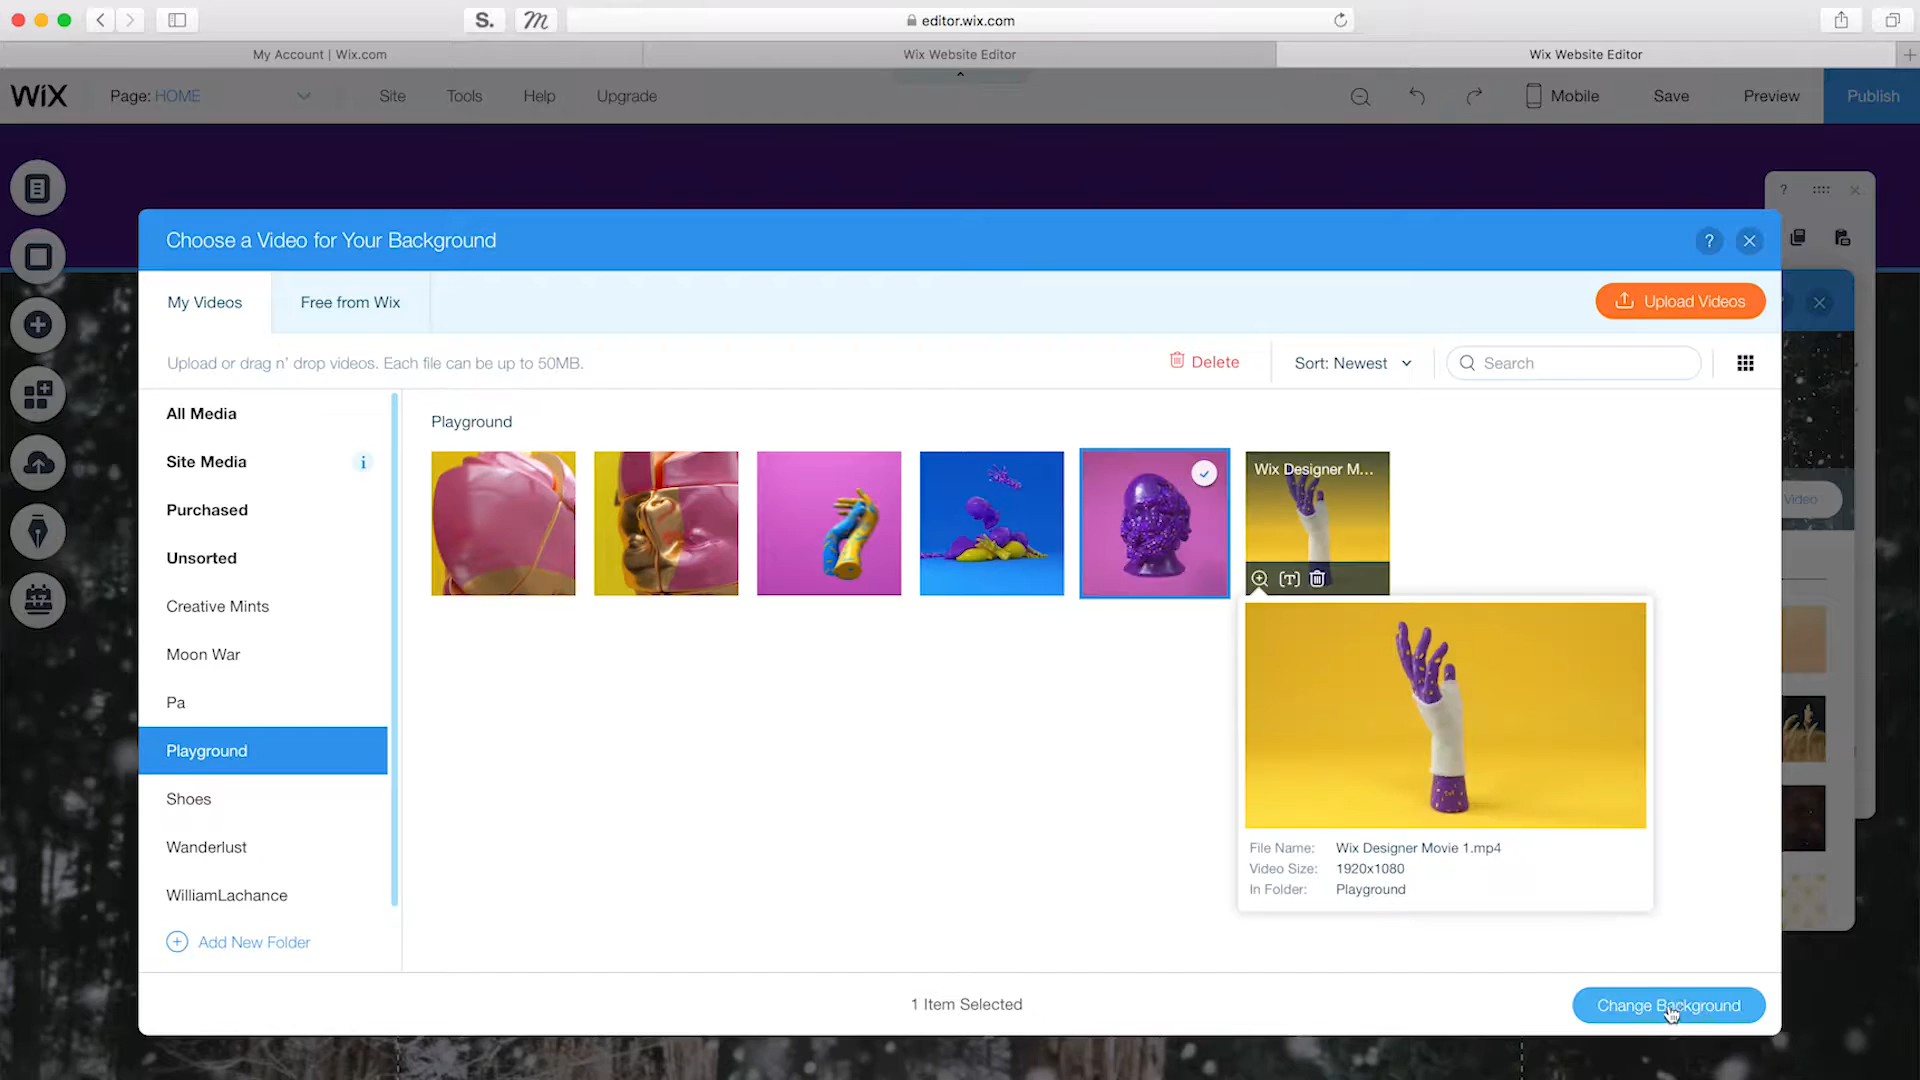 S. m editor.wix.com
My Account | Wix.com
Wix Website Editor
Wix Website Editor
WiX
Page: HOME
Site
Tools
Help
Upgrade
Mobile
Save
Preview
Publish
Choose a Video for Your Background
?
?
My Videos
Free from Wix
Upload Videos
Upload or drag n' drop videos. Each file can be up to 50MB.
Delete
Sort: Newest
Search
All Media
Site Media i
Purchased
Unsorted
Creative Mints
Moon War
Pa
Playground
Shoes
Wanderlust
WilliamLachance
Add New Folder
Playground
Wix Designer M...
[T]
Video
File Name: Wix Designer Movie 1.mp4
Video Size: 1920x1080
In Folder: Playground
1 Item Selected
Change Background